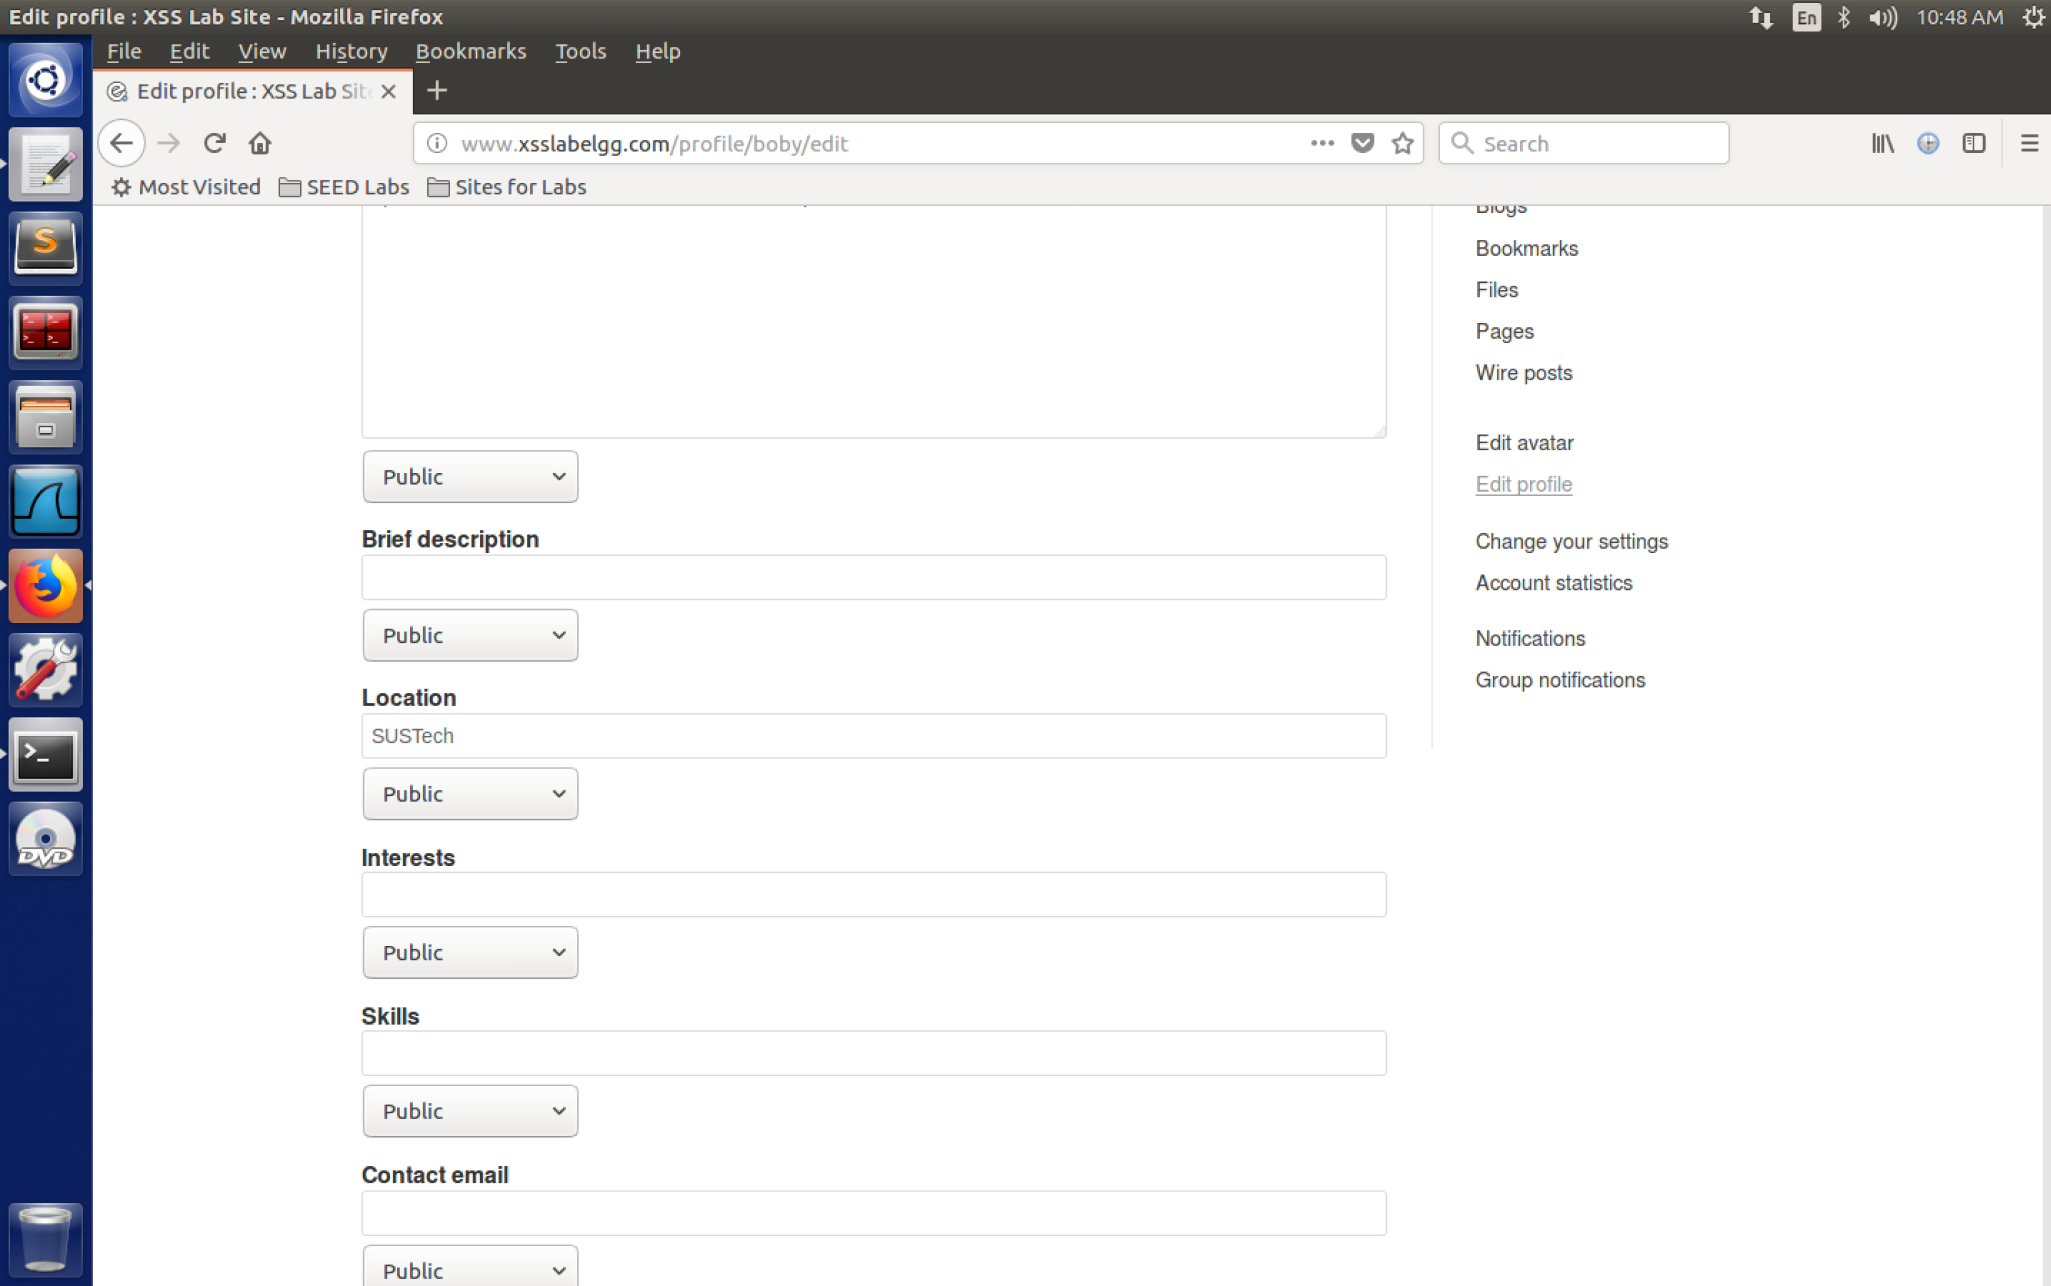 Edit profile : XSS Lab Site - Mozilla Firefox
En
10:48 AM
File Edit View History Bookmarks Tools Help
Edit profile : XSS Lab Site
www.xsslabelgg.com/profile/boby/edit
Search
Most Visited
SEED Labs
Sites for Labs
Blogs
Bookmarks
Files
Pages
Wire posts
Edit avatar
Edit profile
Change your settings
Account statistics
Notifications
Group notifications
Public
Brief description
Public
Location
SUSTech
Public
Interests
Public
Skills
Public
Contact email
Public
S
DVD